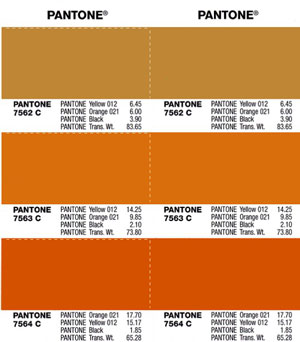 PANTONE® PANTONE®
PANTONE 7562 C
PANTONE Yellow 012 6.45
PANTONE Orange 021 6.00
PANTONE Black 3.90
PANTONE Trans. Wt. 83.65
PANTONE 7562 C
PANTONE Yellow 012 6.45
PANTONE Orange 021 6.00
PANTONE Black 3.90
PANTONE Trans. Wt. 83.65
PANTONE 7563 C
PANTONE Yellow 012 14.25
PANTONE Orange 021 9.85
PANTONE Black 2.10
PANTONE Trans. Wt. 73.80
PANTONE 7563 C
PANTONE Yellow 012 14.25
PANTONE Orange 021 9.85
PANTONE Black 2.10
PANTONE Trans. Wt. 73.80
PANTONE 7564 C
PANTONE Orange 021 17.70
PANTONE Yellow 012 15.17
PANTONE Black 1.85
PANTONE Trans. Wt. 65.28
PANTONE 7564 C
PANTONE Orange 021 17.70
PANTONE Yellow 012 15.17
PANTONE Black 1.85
PANTONE Trans. Wt. 65.28